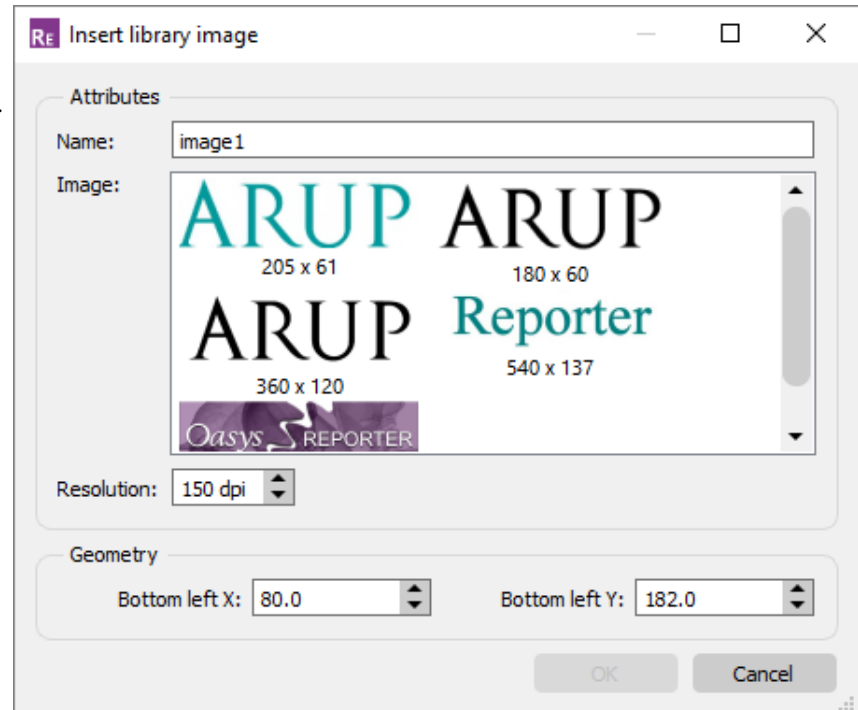 RE Insert library image
Attributes
Name: image1
Image:
ARUP ARUP
205 x 61 180 x 60
ARUP Reporter
360 x 120 540 x 137
Oasys REPORTER
Resolution: 150 dpi
Geometry
Bottom left X: 80.0 Bottom left Y: 182.0
OK Cancel